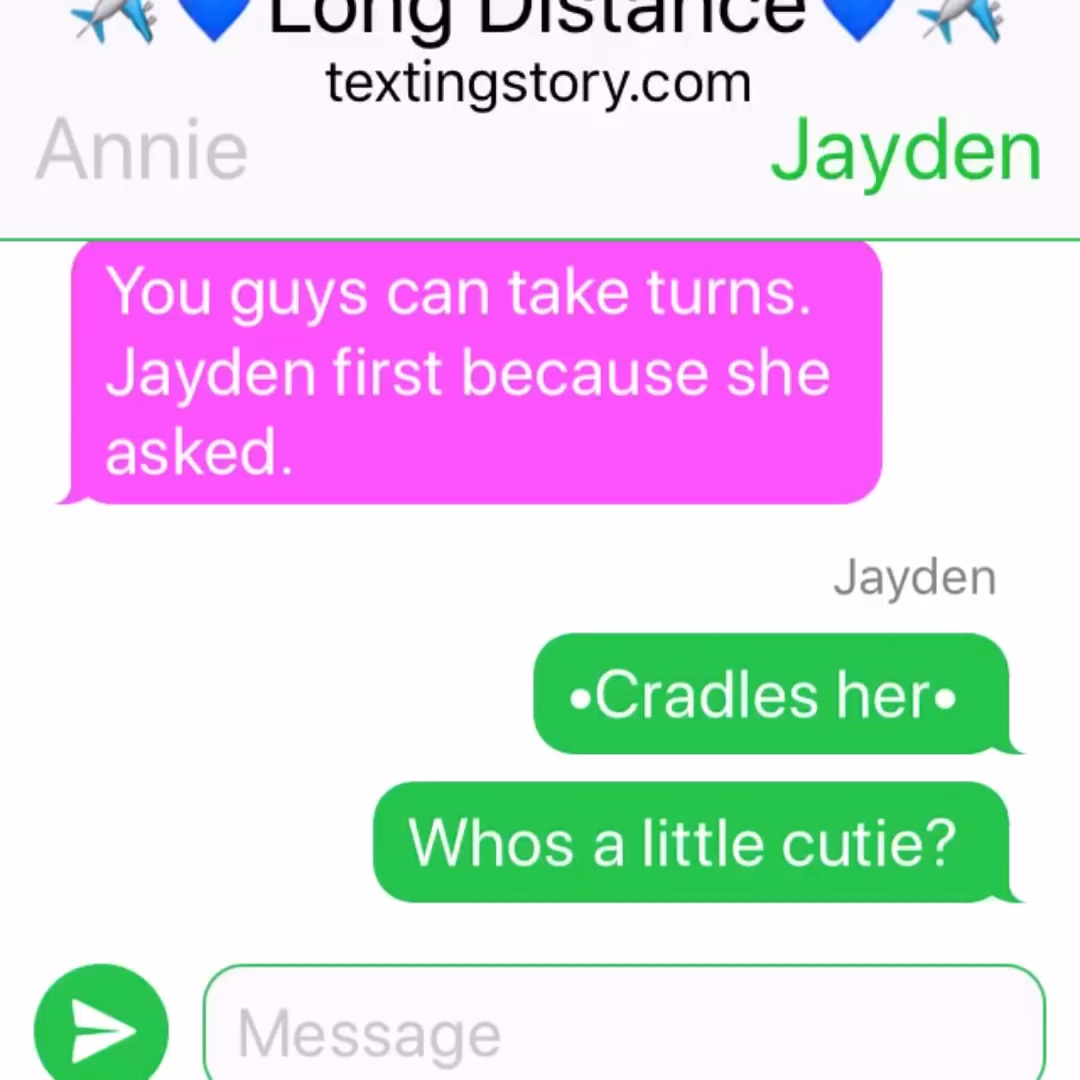 Long Distance
textingstory.com
Annie
Jayden
You guys can take turns.
Jayden first because she
asked.
Jayden
•Cradles her•
Whos a little cutie?
Message